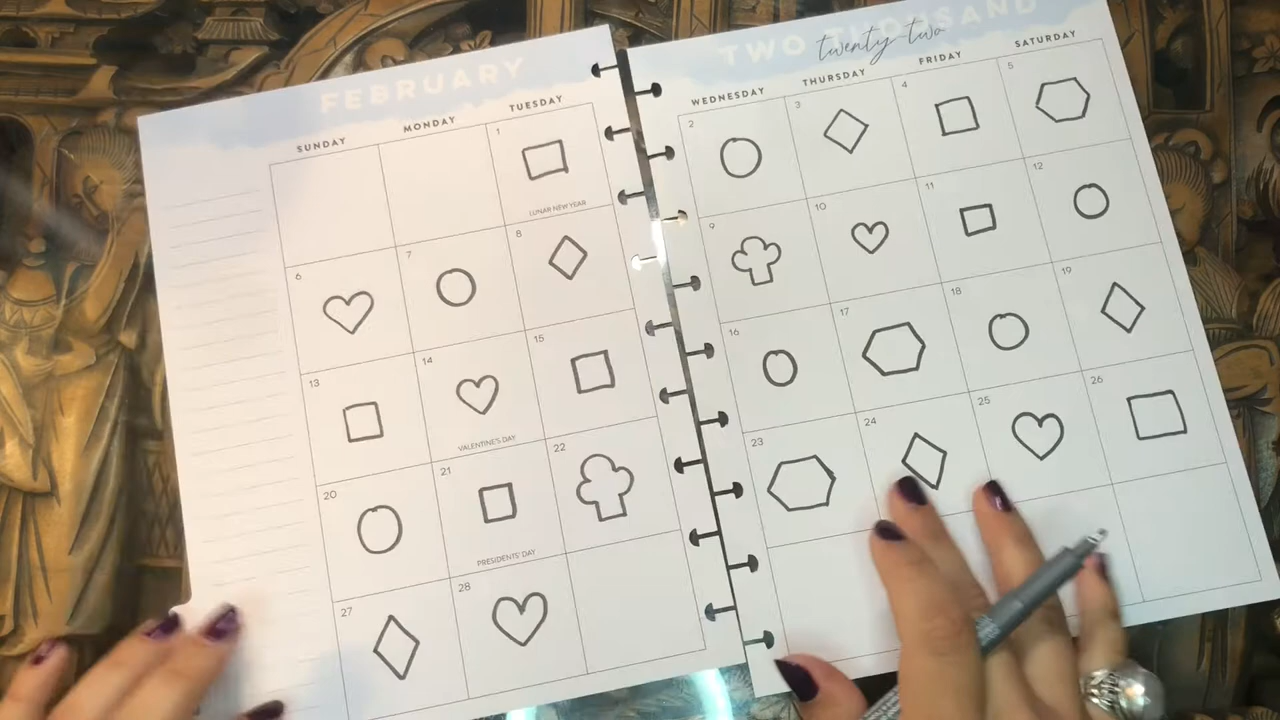 FEBRUARY
TWO THOUSAND
twenty-two
SUNDAY MONDAY TUESDAY WEDNESDAY THURSDAY FRIDAY SATURDAY
1 2 3 4 5
LUNAR NEW YEAR
6 7 8 9 10 11 12
13 14 15 16 17 18 19
VALENTINE'S DAY
20 21 22 23 24 25 26
PRESIDENTS' DAY
27 28